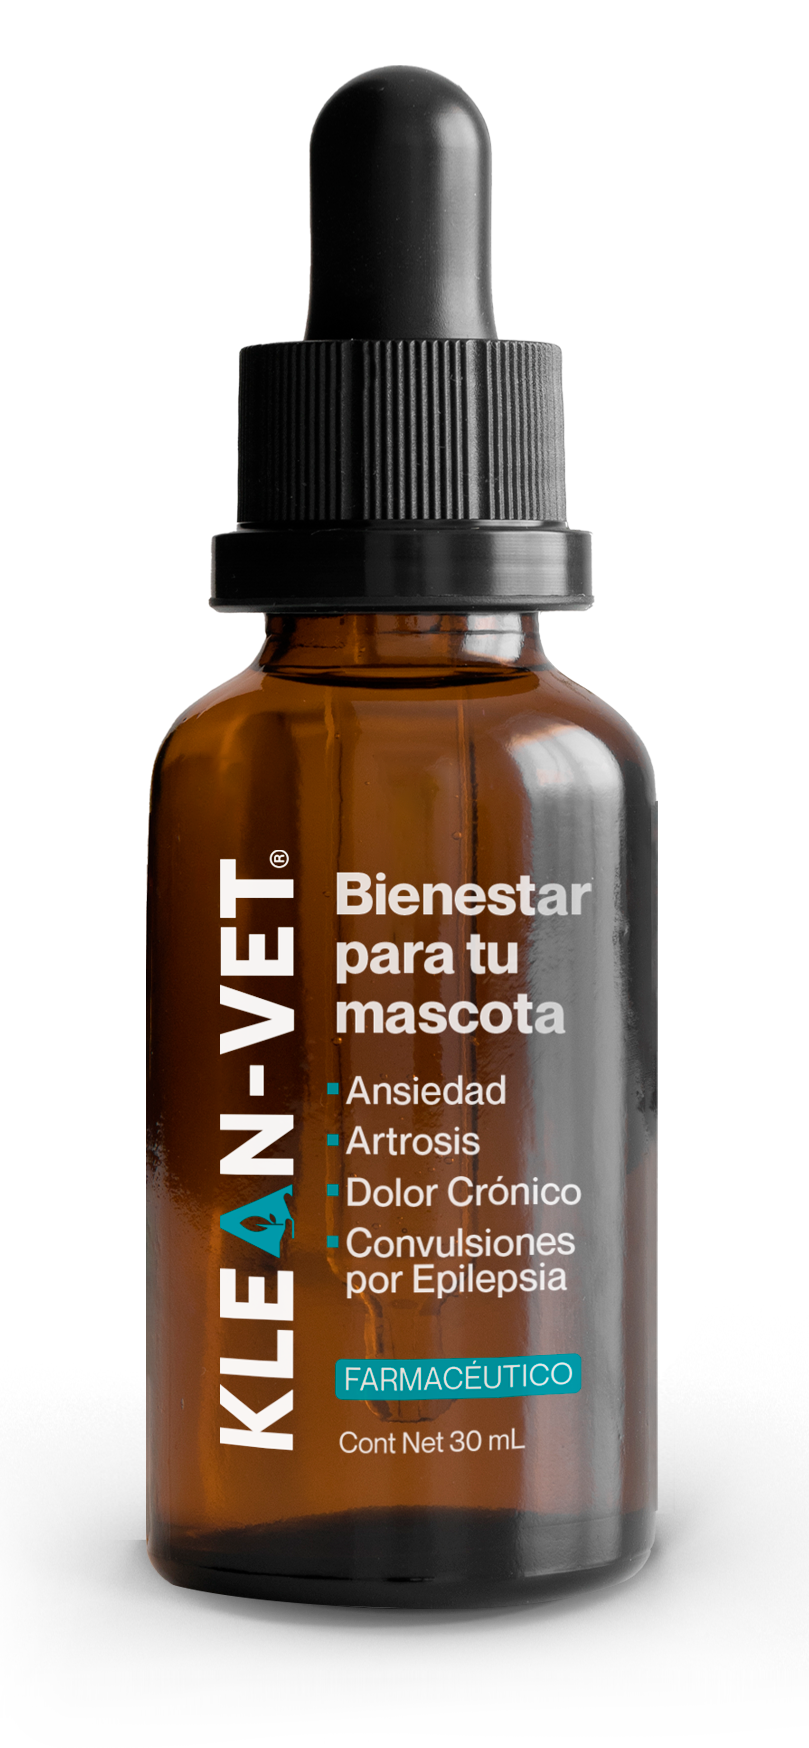 KLEAN-VET®
Bienestar
para tu
mascota
Ansiedad
Artrosis
Dolor Crónico
Convulsiones
por Epilepsia
FARMACÉUTICO
Cont Net 30 mL